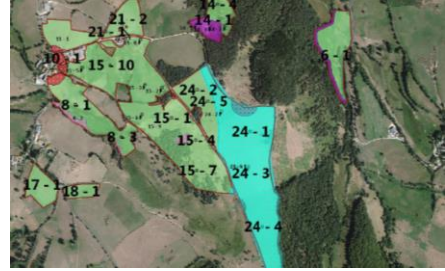 14 - 4
21 - 2
14 - 1
21 - 1
10 - 1
15 - 10
6 - 1
24 - 2
8 - 1
24 - 5
15 - 1
24 - 1
8 - 3
15 - 4
24 - 3
15 - 7
17 - 1
18 - 1
24 - 4